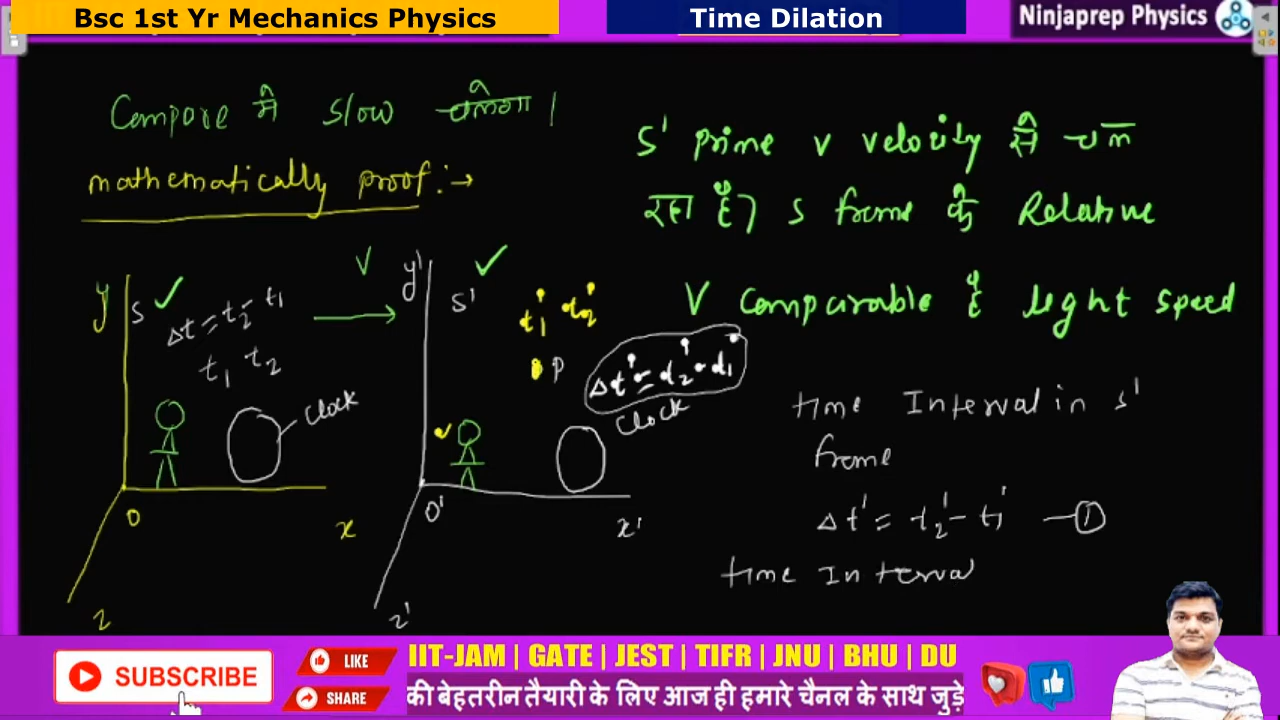 Bsc 1st Yr Mechanics Physics
Time Dilation
Ninjaprep Physics
Compare में slow चलेगा।
mathematically proof:→
S' prime v velocity से चल
रहा है) S frame के Relative
V comparable है light speed
V
y
S
Δt = t2 - t1
t1 t2
clock
O
x
z
y'
S'
t1' t2'
P
Δt' = t2' - t1'
clock
O'
x'
z'
time Interval in S'
frame
Δt' = t2' - t1' —①
time Interval
SUBSCRIBE
LIKE
SHARE
IIT-JAM | GATE | JEST | TIFR | JNU | BHU | DU
की बेहतरीन तैयारी के लिए आज ही हमारे चैनल के साथ जुड़े